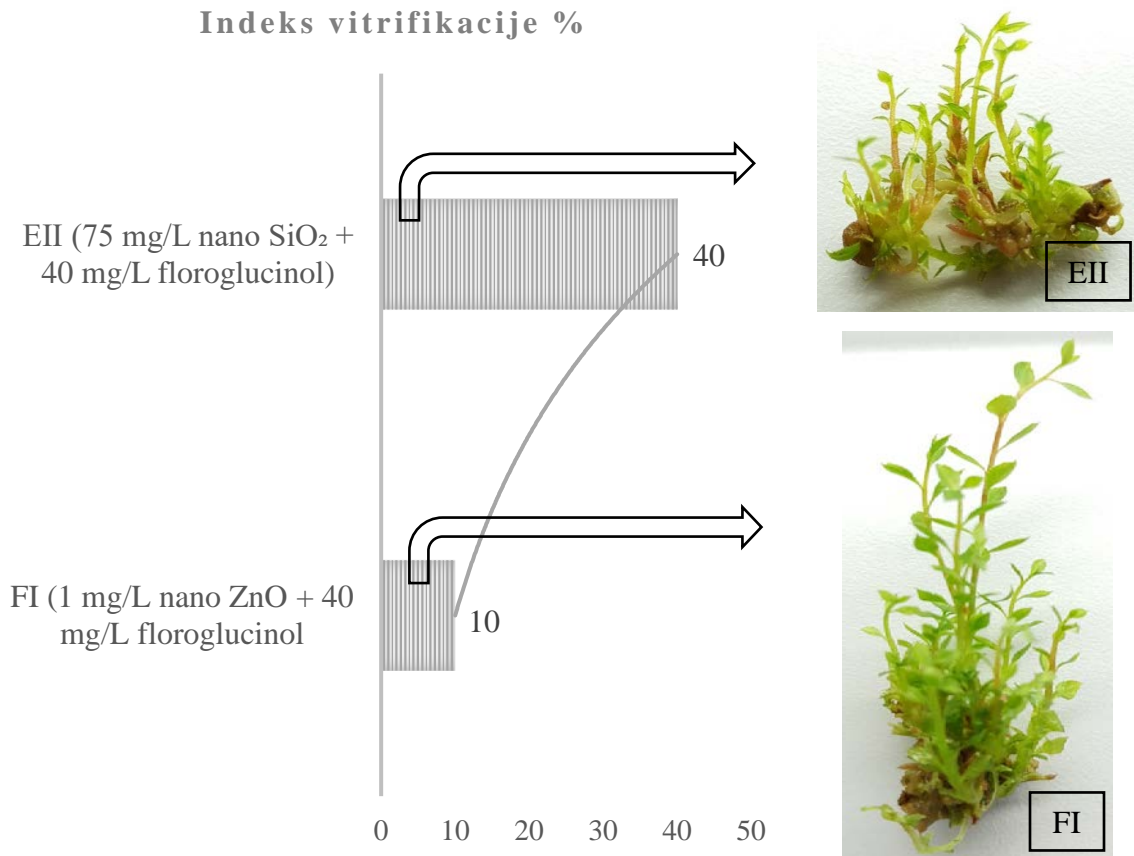 Indeks vitrifikacije %
EII (75 mg/L nano SiO₂ +
40 mg/L floroglucinol)
40
EII
FI (1 mg/L nano ZnO + 40
mg/L floroglucinol
10
0 10 20 30 40 50
FI